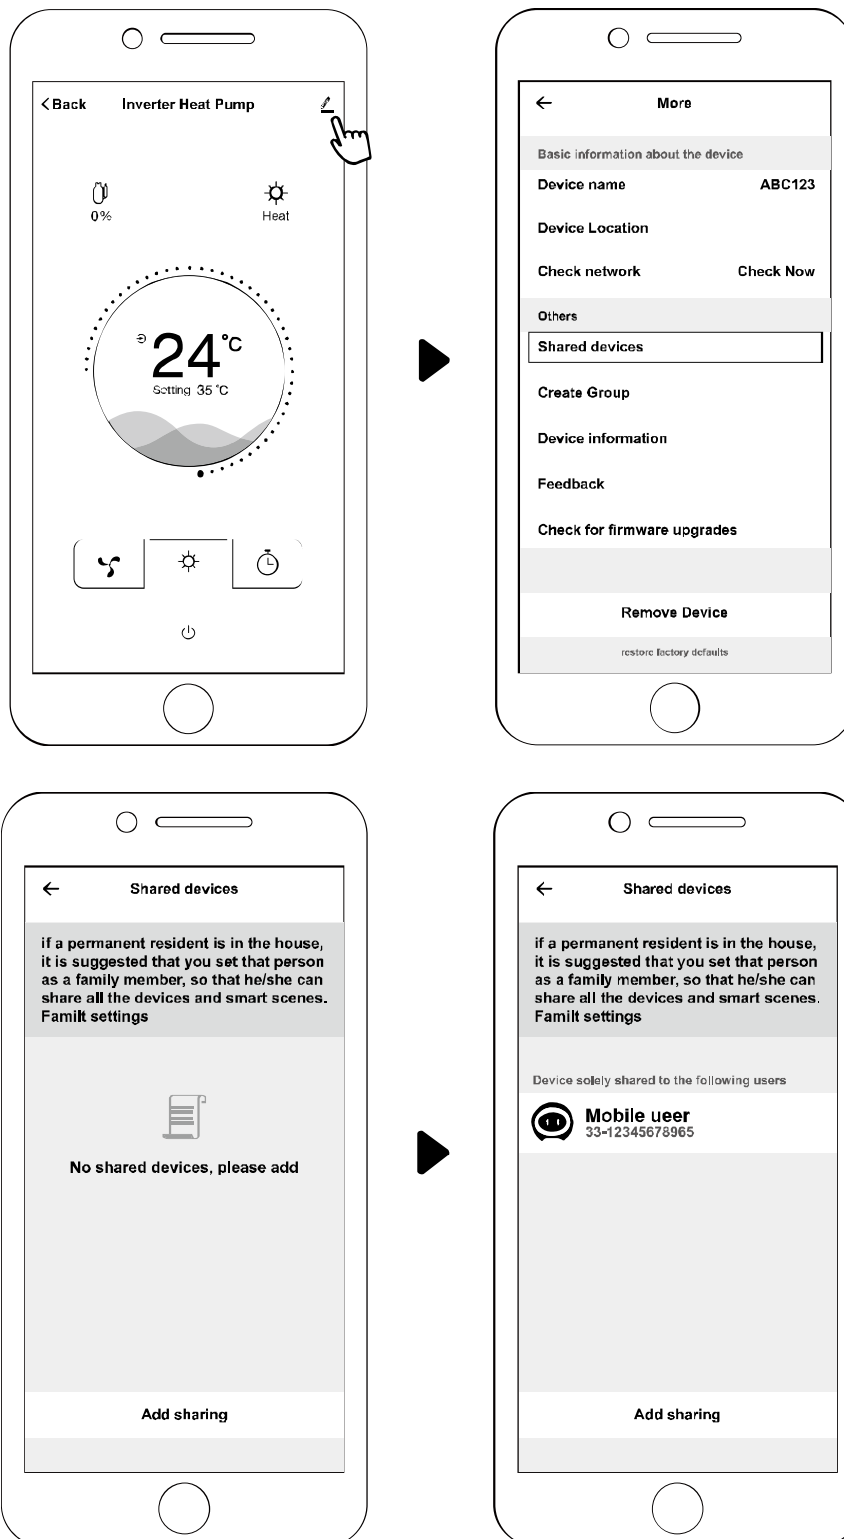 Back Inverter Heat Pump
0% Heat
24°C
Setting 35 °C
More
Basic information about the device
Device name ABC123
Device Location
Check network Check Now
Others
Shared devices
Create Group
Device information
Feedback
Check for firmware upgrades
Remove Device
restore factory defaults
Shared devices
if a permanent resident is in the house,
it is suggested that you set that person
as a family member, so that he/she can
share all the devices and smart scenes.
Familt settings
No shared devices, please add
Add sharing
Shared devices
if a permanent resident is in the house,
it is suggested that you set that person
as a family member, so that he/she can
share all the devices and smart scenes.
Familt settings
Device solely shared to the following users
Mobile ueer
33-12345678965
Add sharing